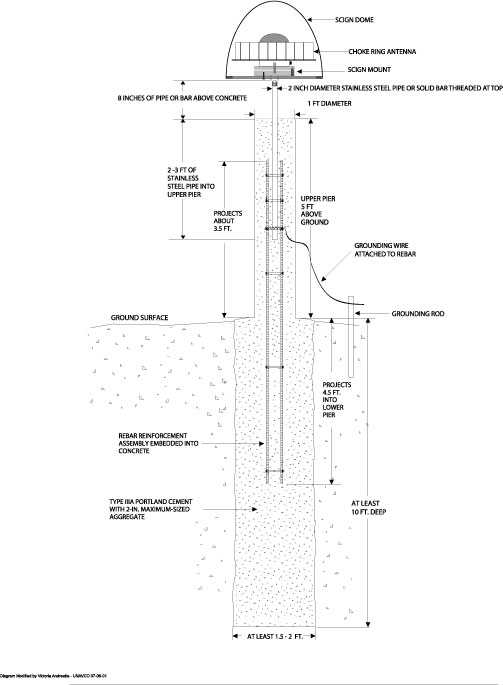 SCIGN DOME
CHOKE RING ANTENNA
SCIGN MOUNT
2 INCH DIAMETER STAINLESS STEEL PIPE OR SOLID BAR THREADED AT TOP
8 INCHES OF PIPE OR BAR ABOVE CONCRETE
1 FT DIAMETER
2 -3 FT OF
STAINLESS
STEEL PIPE INTO
UPPER PIER
UPPER PIER
5 FT
ABOVE
GROUND
PROJECTS
ABOUT
3.5 FT.
GROUNDING WIRE
ATTACHED TO REBAR
GROUNDING ROD
GROUND SURFACE
PROJECTS
4.5 FT.
INTO
LOWER
PIER
REBAR REINFORCEMENT
ASSEMBLY EMBEDDED INTO
CONCRETE
TYPE IIIA PORTLAND CEMENT
WITH 2-IN. MAXIMUM-SIZED
AGGREGATE
AT LEAST
10 FT. DEEP
AT LEAST 1.5 - 2 FT.
Diagram Modified by Victoria Andreatta - UNAVCO 07-06-01